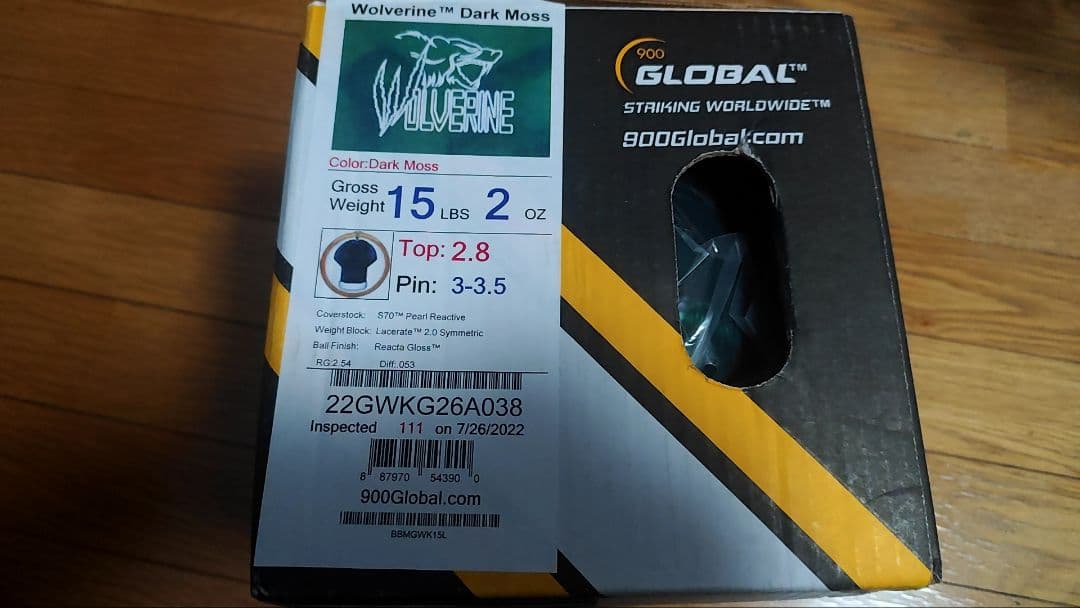 Wolverine™ Dark Moss
WOLVERINE
Color:Dark Moss
Gross Weight 15 LBS 2 OZ
Top: 2.8
Pin: 3-3.5
Coverstock: S70™ Pearl Reactive
Weight Block: Lacerate™ 2.0 Symmetric
Ball Finish: Reacta Gloss™
RG:2.54 Diff:.053
22GWKG26A038
Inspected 111 on 7/26/2022
8 87970 54390 0
900Global.com
BBMGWK15L
900
GLOBAL™
STRIKING WORLDWIDE™
900Global.com